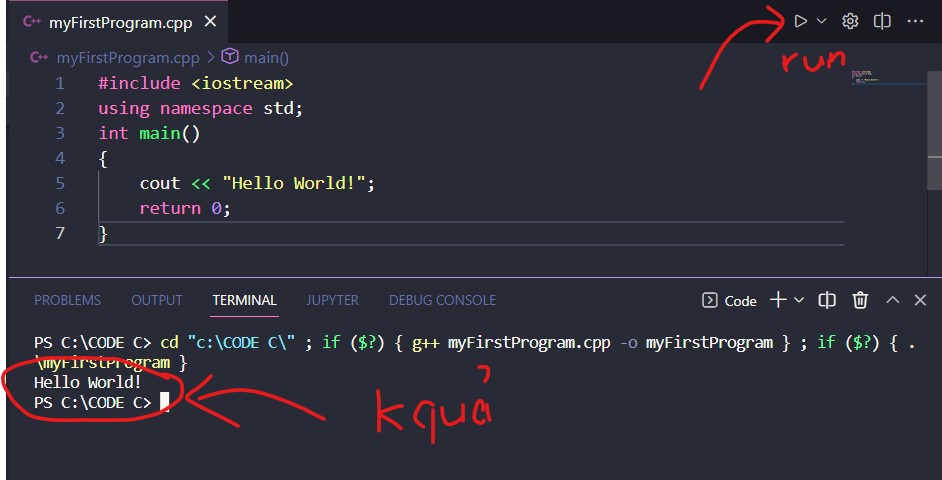 myFirstProgram.cpp
run
myFirstProgram.cpp > main()
1 #include <iostream>
2 using namespace std;
3 int main()
4 {
5 cout << "Hello World!";
6 return 0;
7 }
PROBLEMS OUTPUT TERMINAL JUPYTER DEBUG CONSOLE Code
PS C:\CODE C> cd "c:\CODE C\" ; if ($?) { g++ myFirstProgram.cpp -o myFirstProgram } ; if ($?) { .
\myFirstProgram }
Hello World!
PS C:\CODE C>
kquả